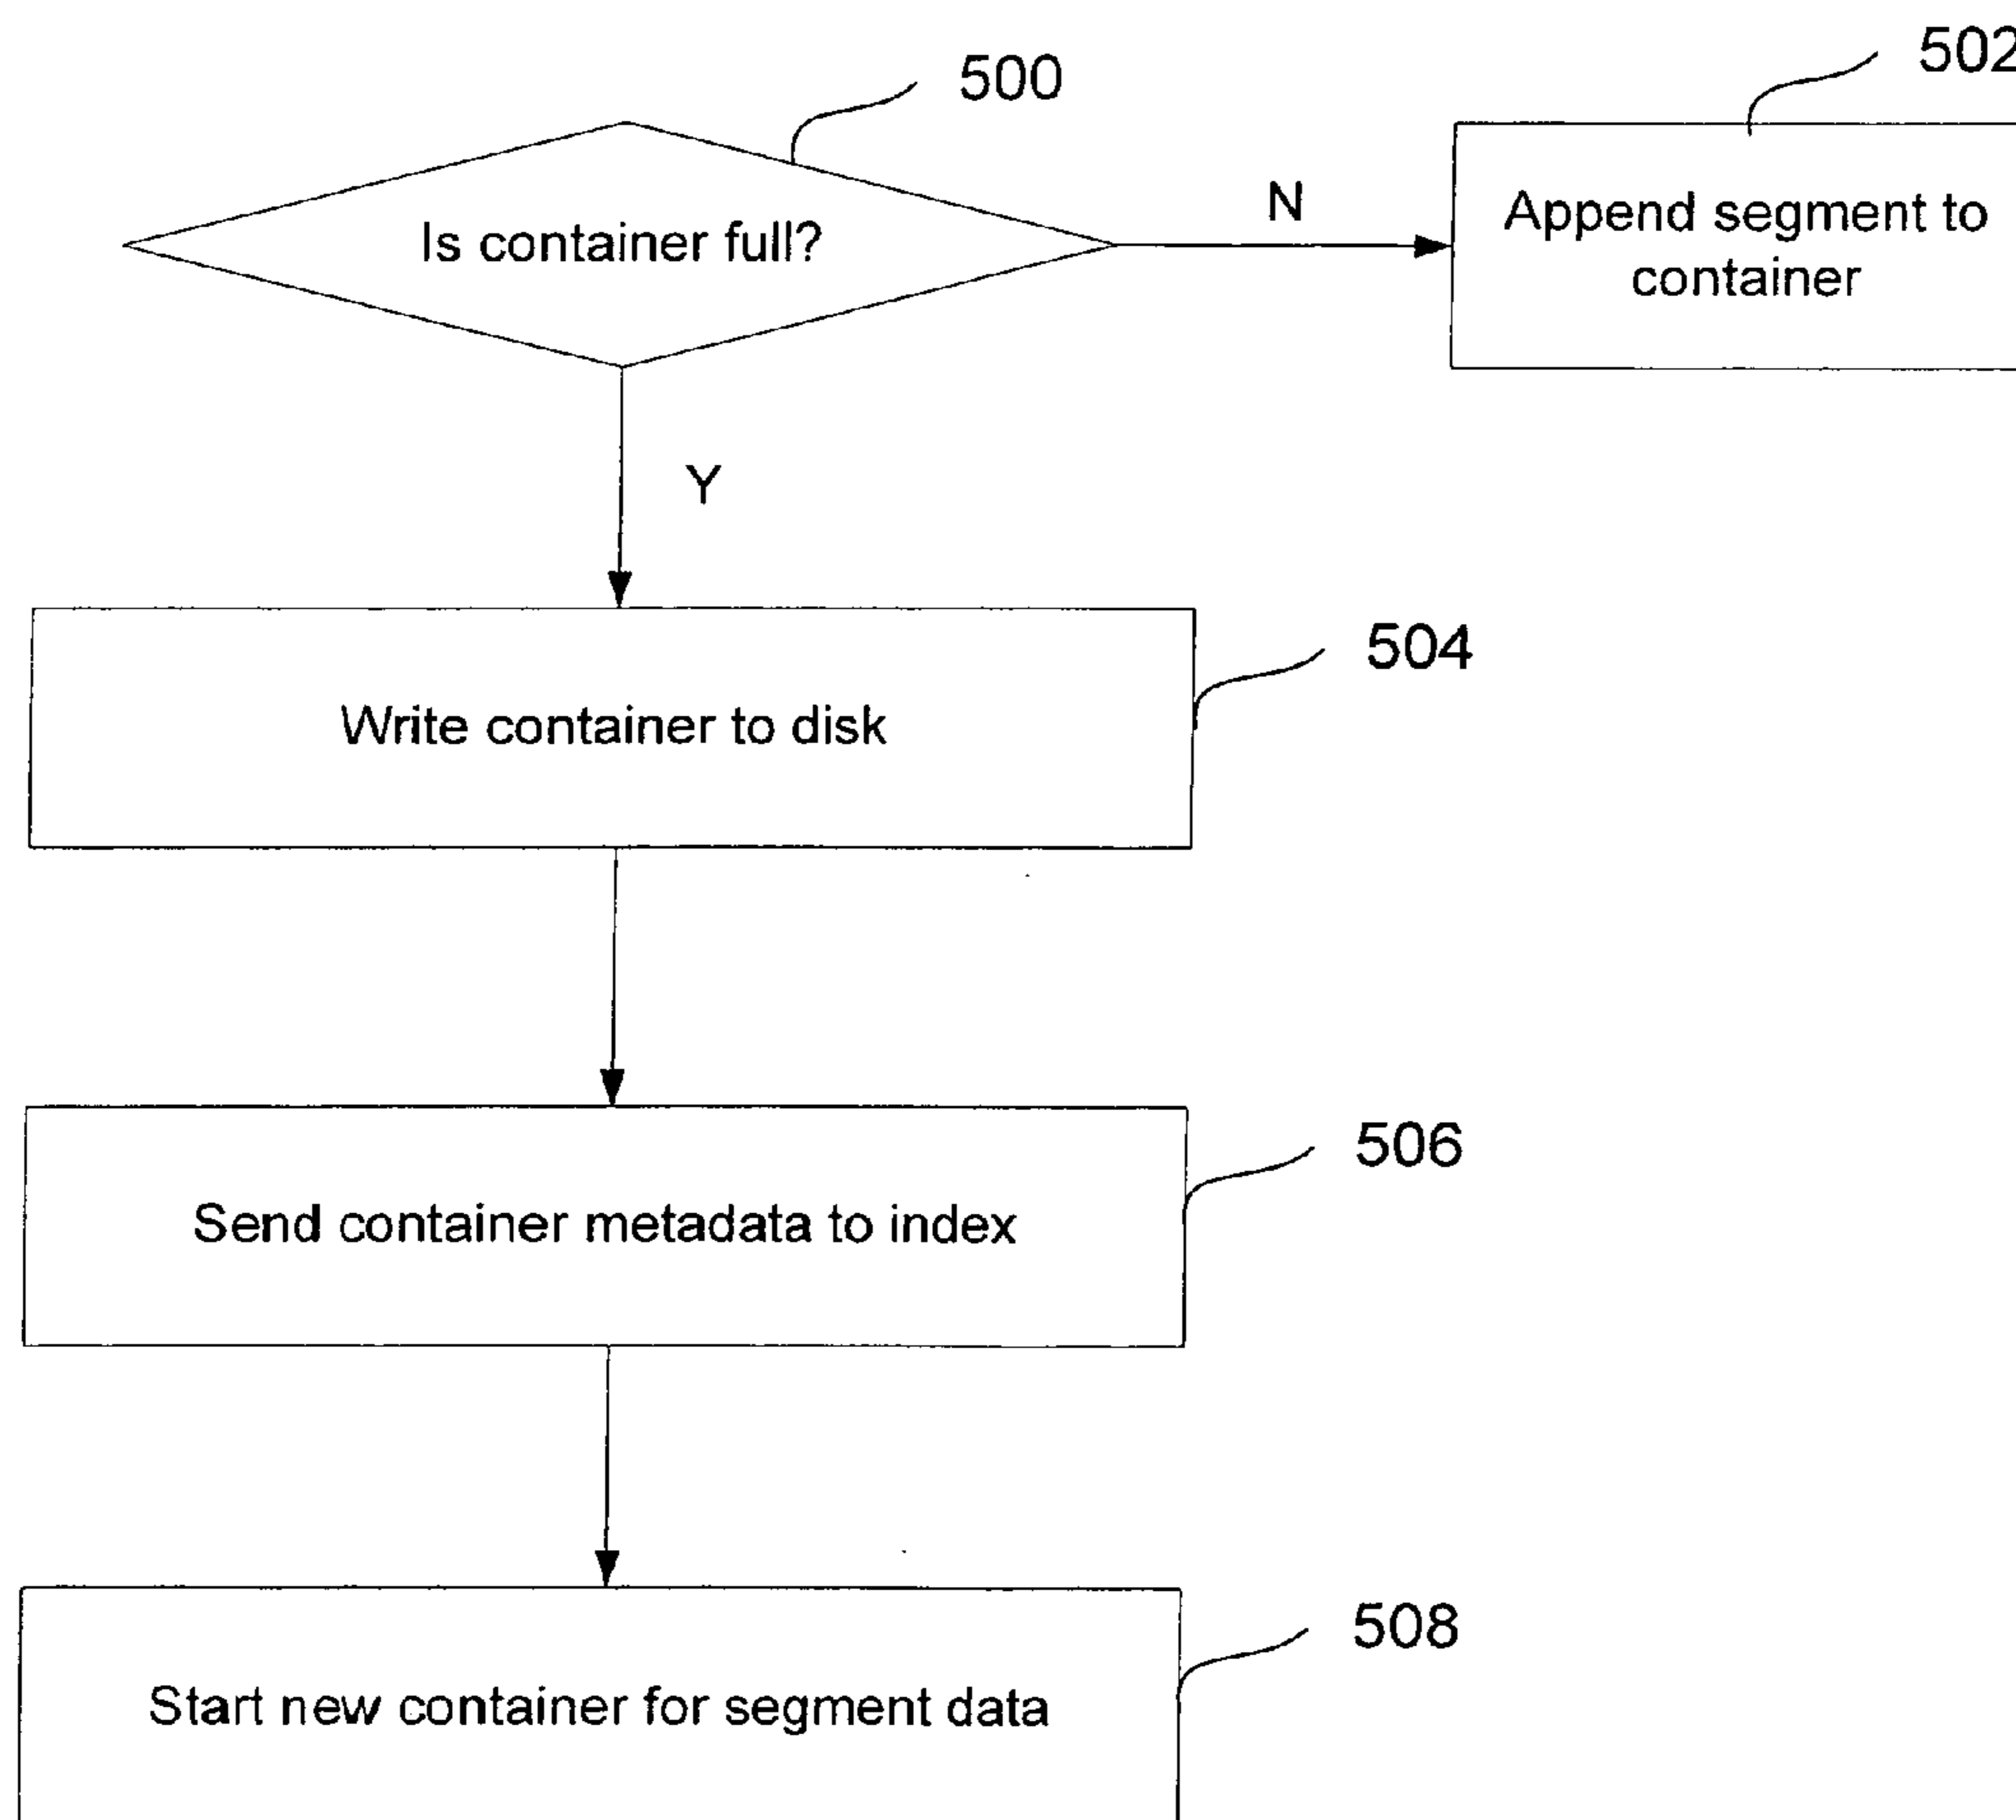 500
502
Is container full?
N
Append segment to
container
Y
504
Write container to disk
506
Send container metadata to index
508
Start new container for segment data